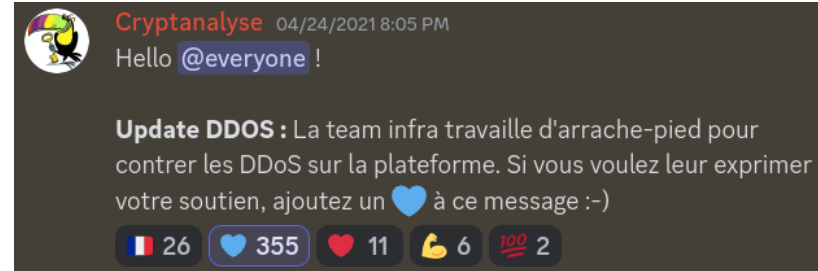 Cryptanalyse 04/24/2021 8:05 PM
Hello @everyone !
Update DDOS : La team infra travaille d'arrache-pied pour
contrer les DDoS sur la plateforme. Si vous voulez leur exprimer
votre soutien, ajoutez un 💙 à ce message :-)
🇫🇷 26 💙 355 ❤️ 11 💪 6 💯 2